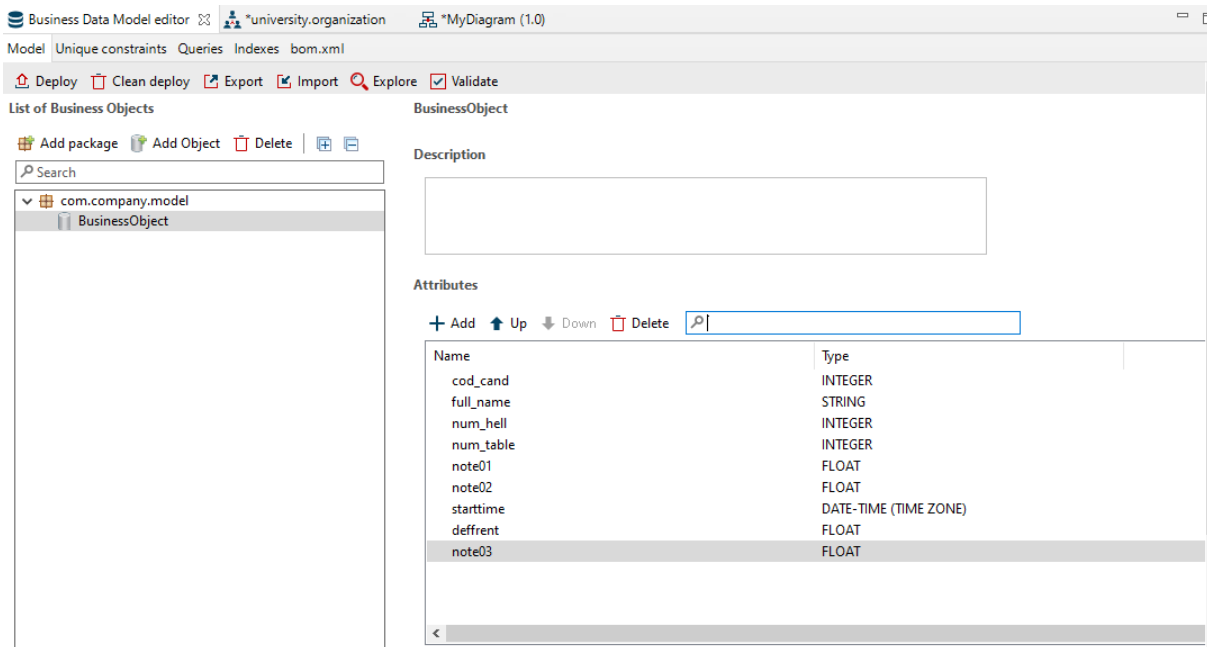 Business Data Model editor *university.organization *MyDiagram (1.0)
Model Unique constraints Queries Indexes bom.xml
Deploy Clean deploy Export Import Explore Validate
List of Business Objects
Add package Add Object Delete
Search
com.company.model
BusinessObject
BusinessObject
Description
Attributes
Add Up Down Delete
Name Type
cod_cand INTEGER
full_name STRING
num_hell INTEGER
num_table INTEGER
note01 FLOAT
note02 FLOAT
starttime DATE-TIME (TIME ZONE)
deffrent FLOAT
note03 FLOAT